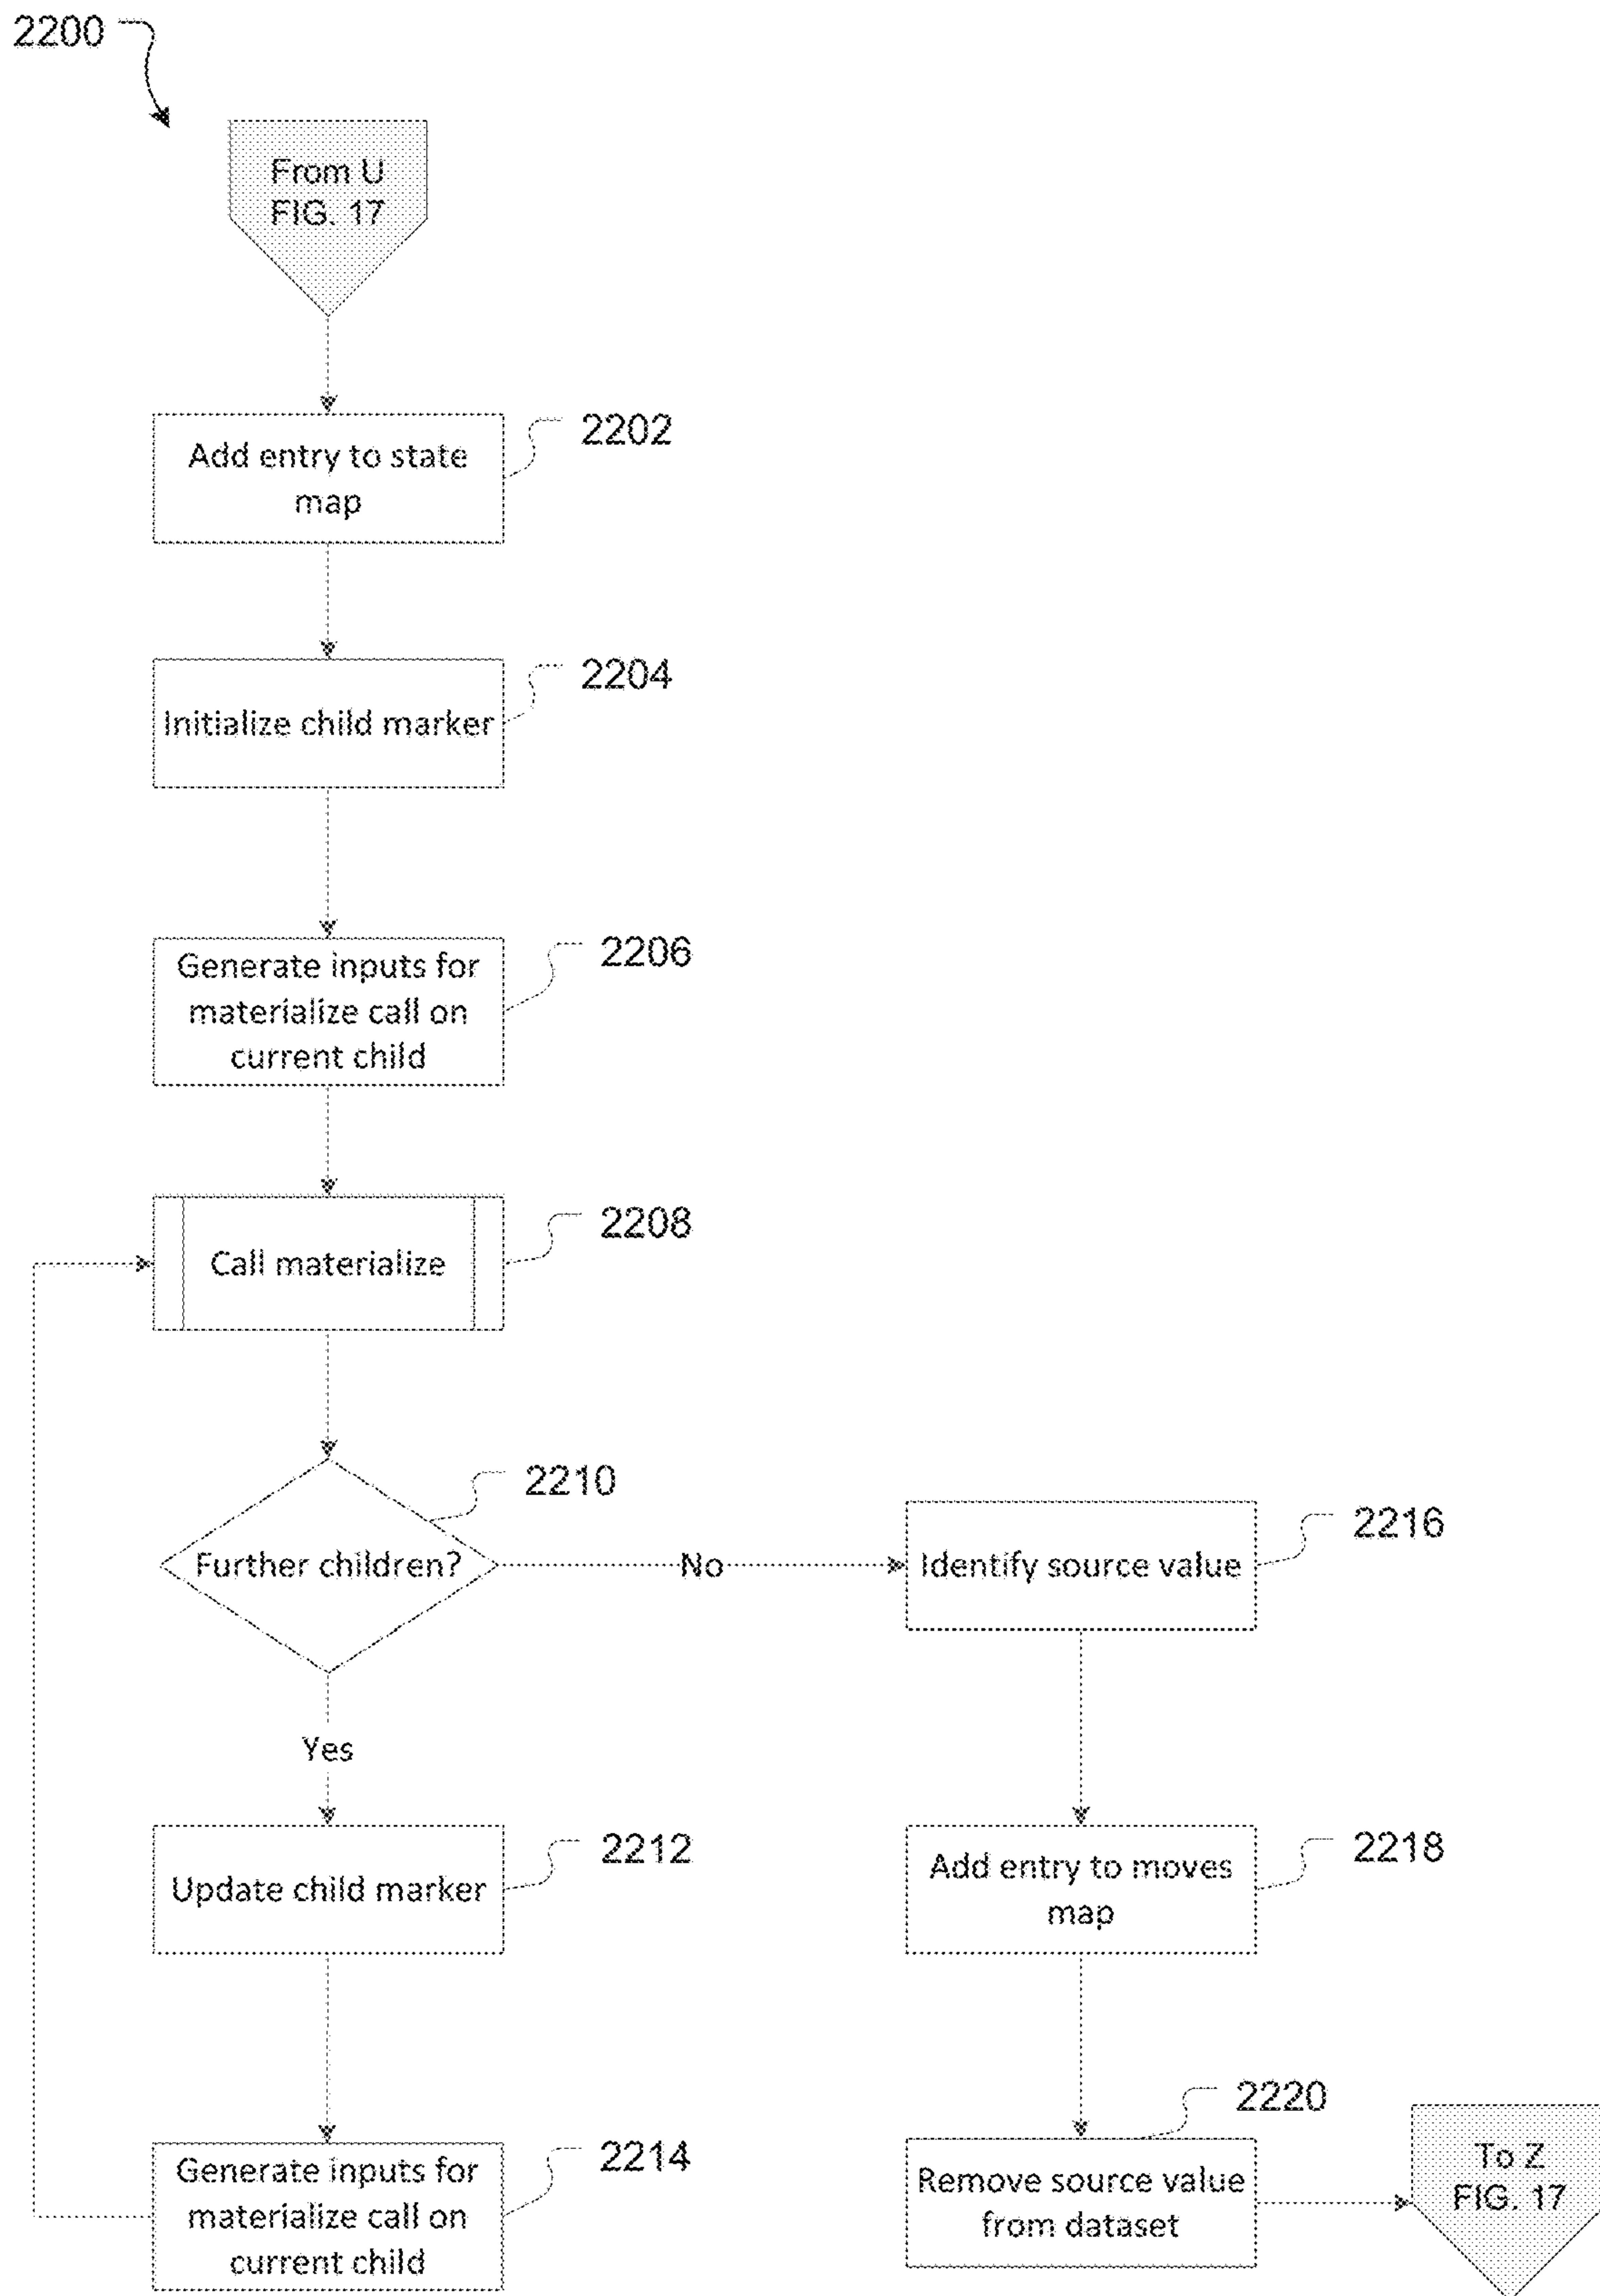 2200
From U
FIG. 17
Add entry to state
map
2202
Initialize child marker
2204
Generate inputs for
materialize call on
current child
2206
Call materialize
2208
Further children?
2210
No
Yes
Update child marker
2212
Generate inputs for
materialize call on
current child
2214
Identify source value
2216
Add entry to moves
map
2218
Remove source value
from dataset
2220
To Z
FIG. 17